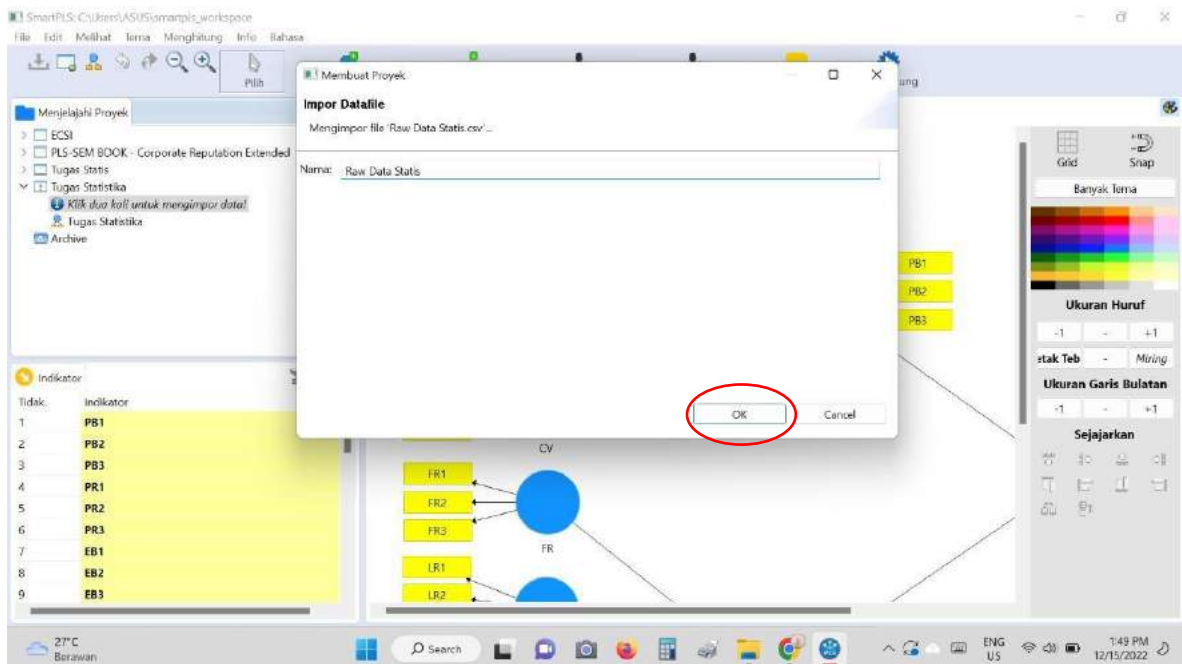 SmartPLS: C:\Users\ASUS\smartpls_workspace
File Edit Melihat Tema Menghitung Info Bahasa
Pilih
Membuat Proyek
Impor Datafile
Mengimpor file 'Raw Data Statis.csv'...
Nama: Raw Data Statis
OK Cancel
Menjelajahi Proyek
ECSI
PLS-SEM BOOK - Corporate Reputation Extended
Tugas Statis
Tugas Statistika
Klik dua kali untuk mengimpor data!
Tugas Statistika
Archive
Indikator
Tidak. Indikator
1 PB1
2 PB2
3 PB3
4 PR1
5 PR2
6 PR3
7 EB1
8 EB2
9 EB3
PB1
PB2
PB3
CV
FR1
FR2
FR3
FR
LR1
LR2
ung
Grid Snap
Banyak Tema
Ukuran Huruf
-1 - +1
etak Teb - Miring
Ukuran Garis Bulatan
-1 - +1
Sejajarkan
27°C
Berawan
Search
ENG
US
1:49 PM
12/15/2022